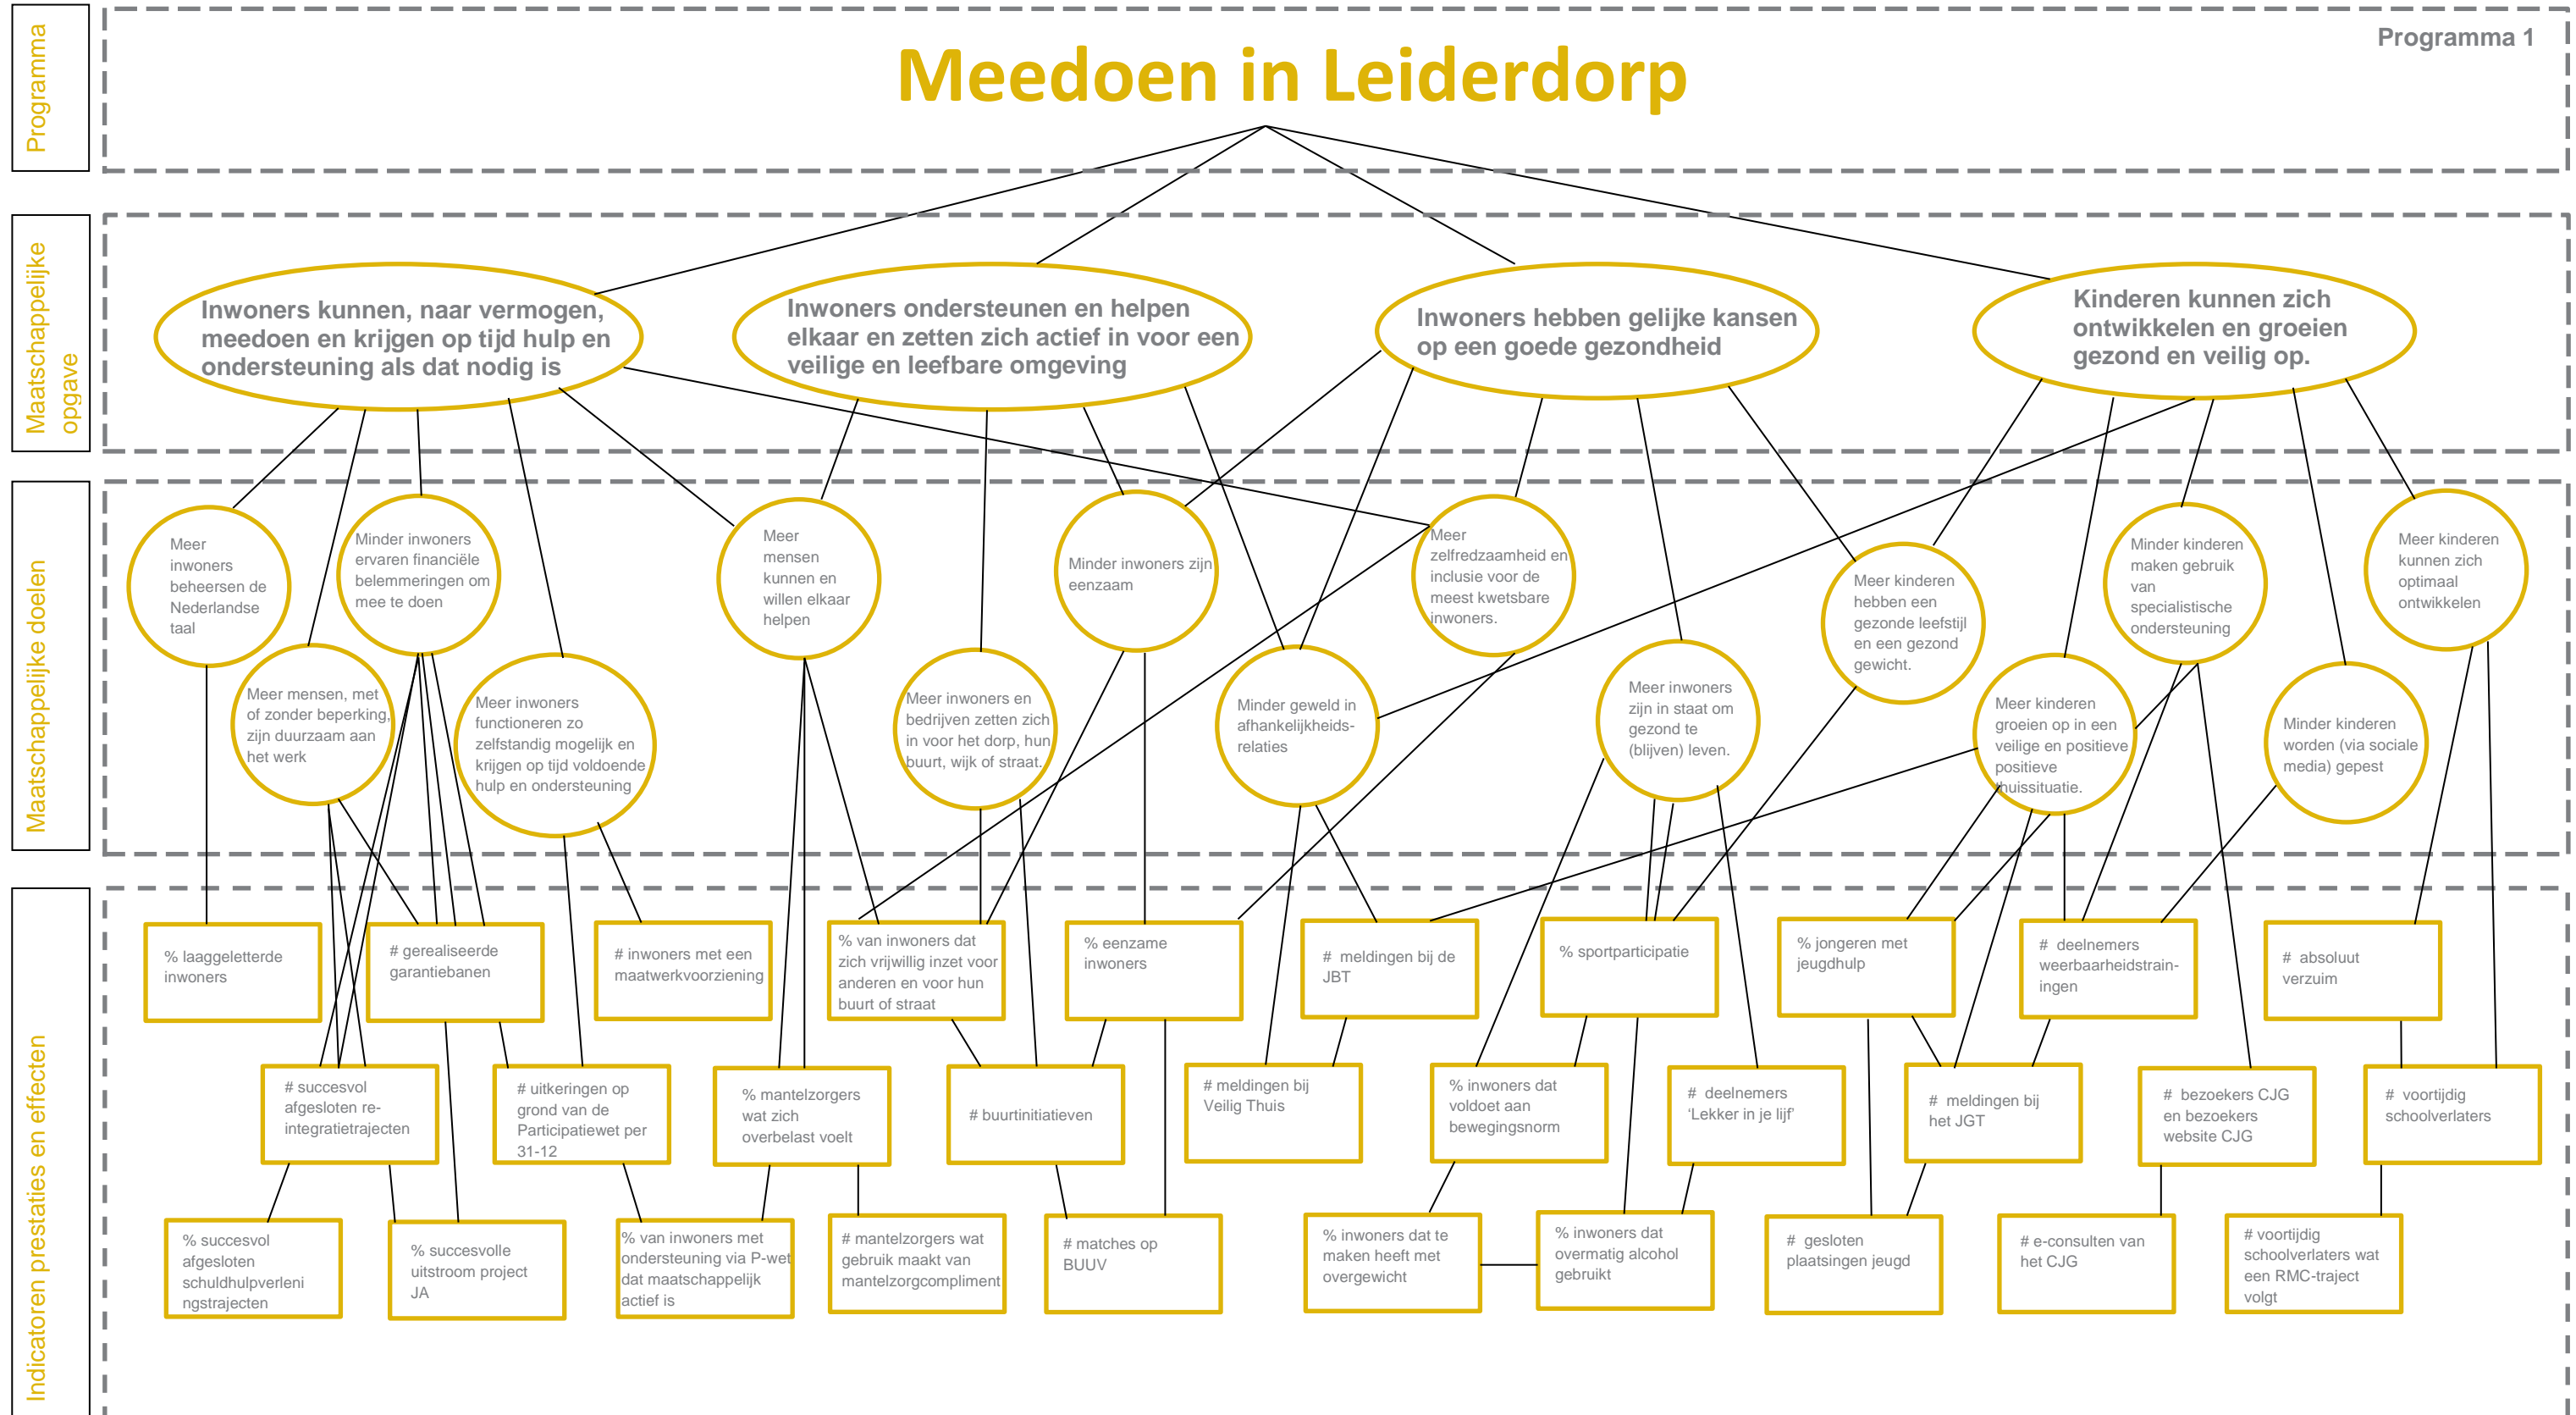 Programma
Programma 1
Meedoen in Leiderdorp
Maatschappelijke
opgave
Inwoners kunnen, naar vermogen,
meedoen en krijgen op tijd hulp en
ondersteuning als dat nodig is
Inwoners ondersteunen en helpen
elkaar en zetten zich actief in voor een
veilige en leefbare omgeving
Inwoners hebben gelijke kansen
op een goede gezondheid
Kinderen kunnen zich
ontwikkelen en groeien
gezond en veilig op.
Maatschappelijke doelen
Meer
inwoners
beheersen de
Nederlandse
taal
Minder inwoners
ervaren financiële
belemmeringen om
mee te doen
Meer
mensen
kunnen en
willen elkaar
helpen
Minder inwoners zijn
eenzaam
Meer
zelfredzaamheid en
inclusie voor de
meest kwetsbare
inwoners.
Meer kinderen
hebben een
gezonde leefstijl
en een gezond
gewicht.
Minder kinderen
maken gebruik
van
specialistische
ondersteuning
Meer kinderen
kunnen zich
optimaal
ontwikkelen
Meer mensen, met
of zonder beperking,
zijn duurzaam aan
het werk
Meer inwoners
functioneren zo
zelfstandig mogelijk en
krijgen op tijd voldoende
hulp en ondersteuning
Meer inwoners en
bedrijven zetten zich
in voor het dorp, hun
buurt, wijk of straat.
Minder geweld in
afhankelijkheids-
relaties
Meer inwoners
zijn in staat om
gezond te
(blijven) leven.
Meer kinderen
groeien op in een
veilige en positieve
positieve
thuissituatie.
Minder kinderen
worden (via sociale
media) gepest
Indicatoren prestaties en effecten
% laaggeletterde
inwoners
# gerealiseerde
garantiebanen
# inwoners met een
maatwerkvoorziening
% van inwoners dat
zich vrijwillig inzet voor
anderen en voor hun
buurt of straat
% eenzame
inwoners
# meldingen bij de
JBT
% sportparticipatie
% jongeren met
jeugdhulp
# deelnemers
weerbaarheidstrain-
ingen
# absoluut
verzuim
# succesvol
afgesloten re-
integratietrajecten
# uitkeringen op
grond van de
Participatiewet per
31-12
% mantelzorgers
wat zich
overbelast voelt
# buurtinitiatieven
# meldingen bij
Veilig Thuis
% inwoners dat
voldoet aan
bewegingsnorm
# deelnemers
‘Lekker in je lijf’
# meldingen bij
het JGT
# bezoekers CJG
en bezoekers
website CJG
# voortijdig
schoolverlaters
% succesvol
afgesloten
schuldhulpverleni
ngstrajecten
% succesvolle
uitstroom project
JA
% van inwoners met
ondersteuning via P-wet
dat maatschappelijk
actief is
# mantelzorgers wat
gebruik maakt van
mantelzorgcompliment
# matches op
BUUV
% inwoners dat te
maken heeft met
overgewicht
% inwoners dat
overmatig alcohol
gebruikt
# gesloten
plaatsingen jeugd
# e-consulten van
het CJG
# voortijdig
schoolverlaters wat
een RMC-traject
volgt